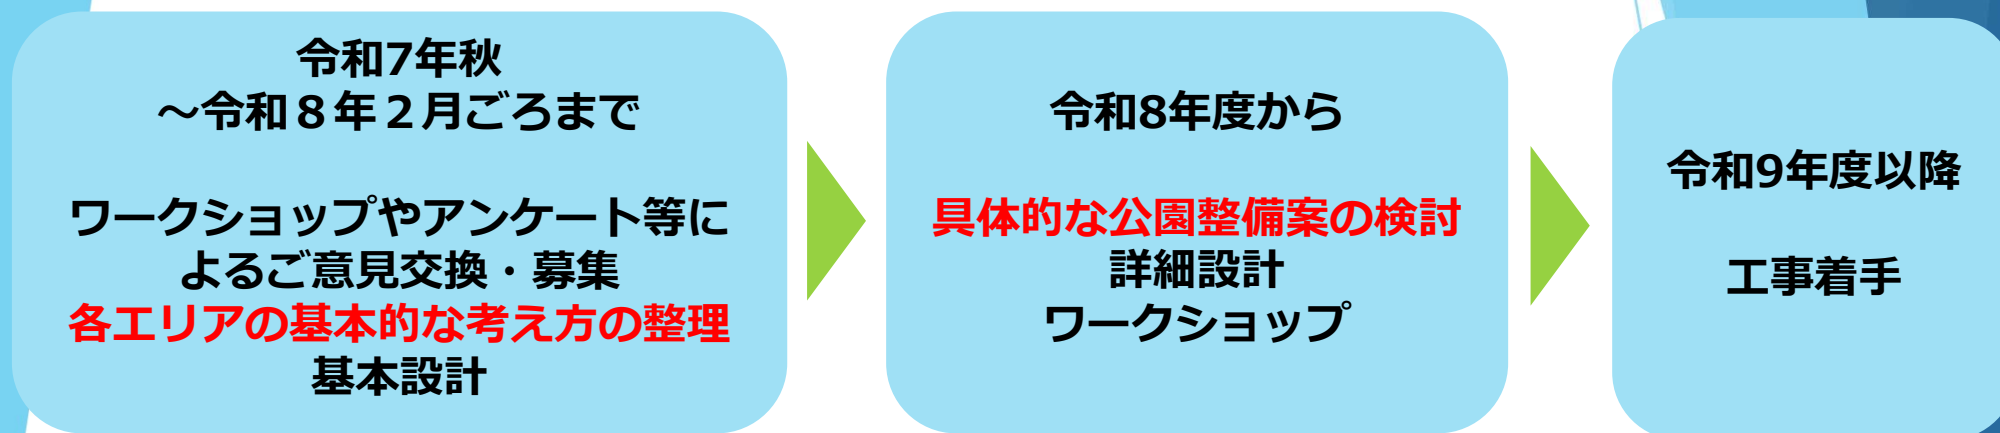 令和7年秋
～令和８年２月ごろまで
ワークショップやアンケート等に
よるご意見交換・募集
各エリアの基本的な考え方の整理
基本設計
令和8年度から
具体的な公園整備案の検討
詳細設計
ワークショップ
令和9年度以降
工事着手